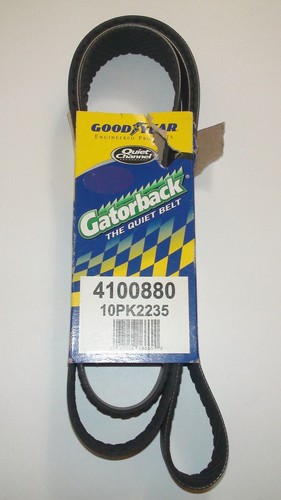 GOODYEAR
ENGINEERED PRODUCTS
Quiet
Channel
Gatorback®
THE QUIET BELT
4100880
10PK2235